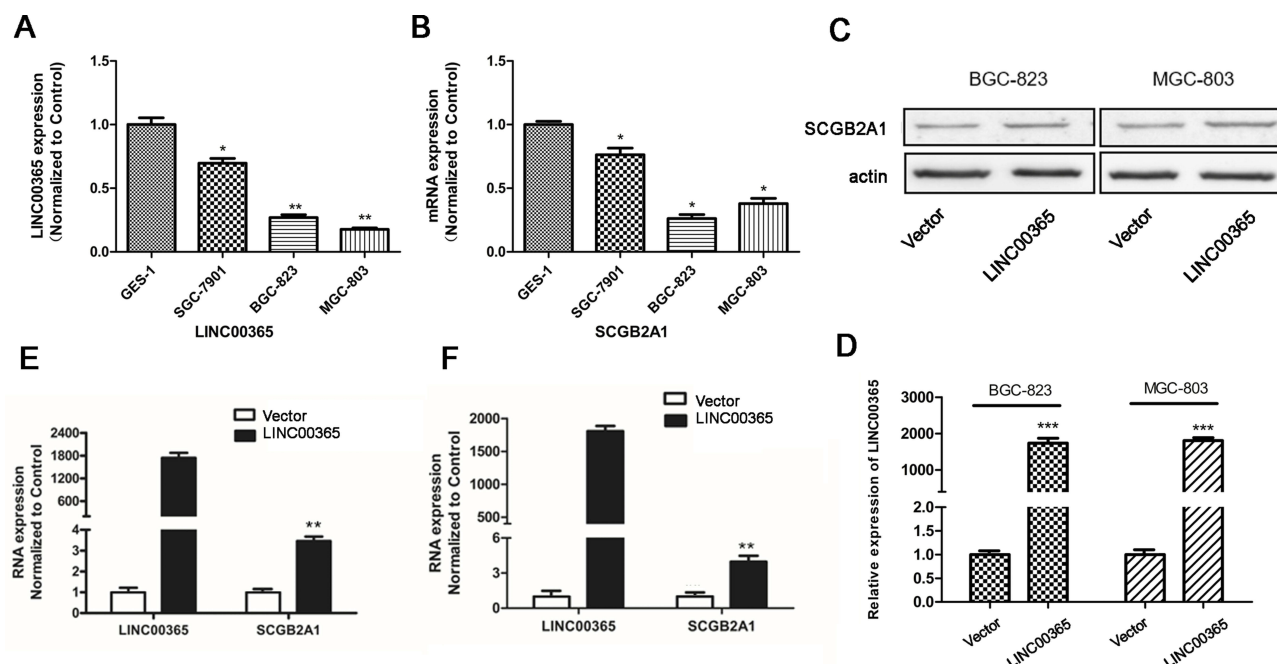 A
LINC00365 expression
(Normalized to Control)
1.5
1.0
0.5
0.0
*
**
**
GES-1
SGC-7901
BGC-823
MGC-803
LINC00365
B
mRNA expression
(Normalized to Control)
1.5
1.0
0.5
0.0
*
*
*
GES-1
SGC-7901
BGC-823
MGC-803
SCGB2A1
C
BGC-823
MGC-803
SCGB2A1
actin
Vector
LINC00365
Vector
LINC00365
E
Vector
LINC00365
RNA expression
Normalized to Control
2400
1800
1200
600
4
3
2
1
0
**
LINC00365
SCGB2A1
F
Vector
LINC00365
RNA expression
Normalized to Control
2000
1500
1000
500
6
3
0
**
LINC00365
SCGB2A1
D
Relative expression of LINC00365
BGC-823
MGC-803
3000
2000
1000
2.0
1.5
1.0
0.5
0.0
***
***
Vector
LINC00365
Vector
LINC00365